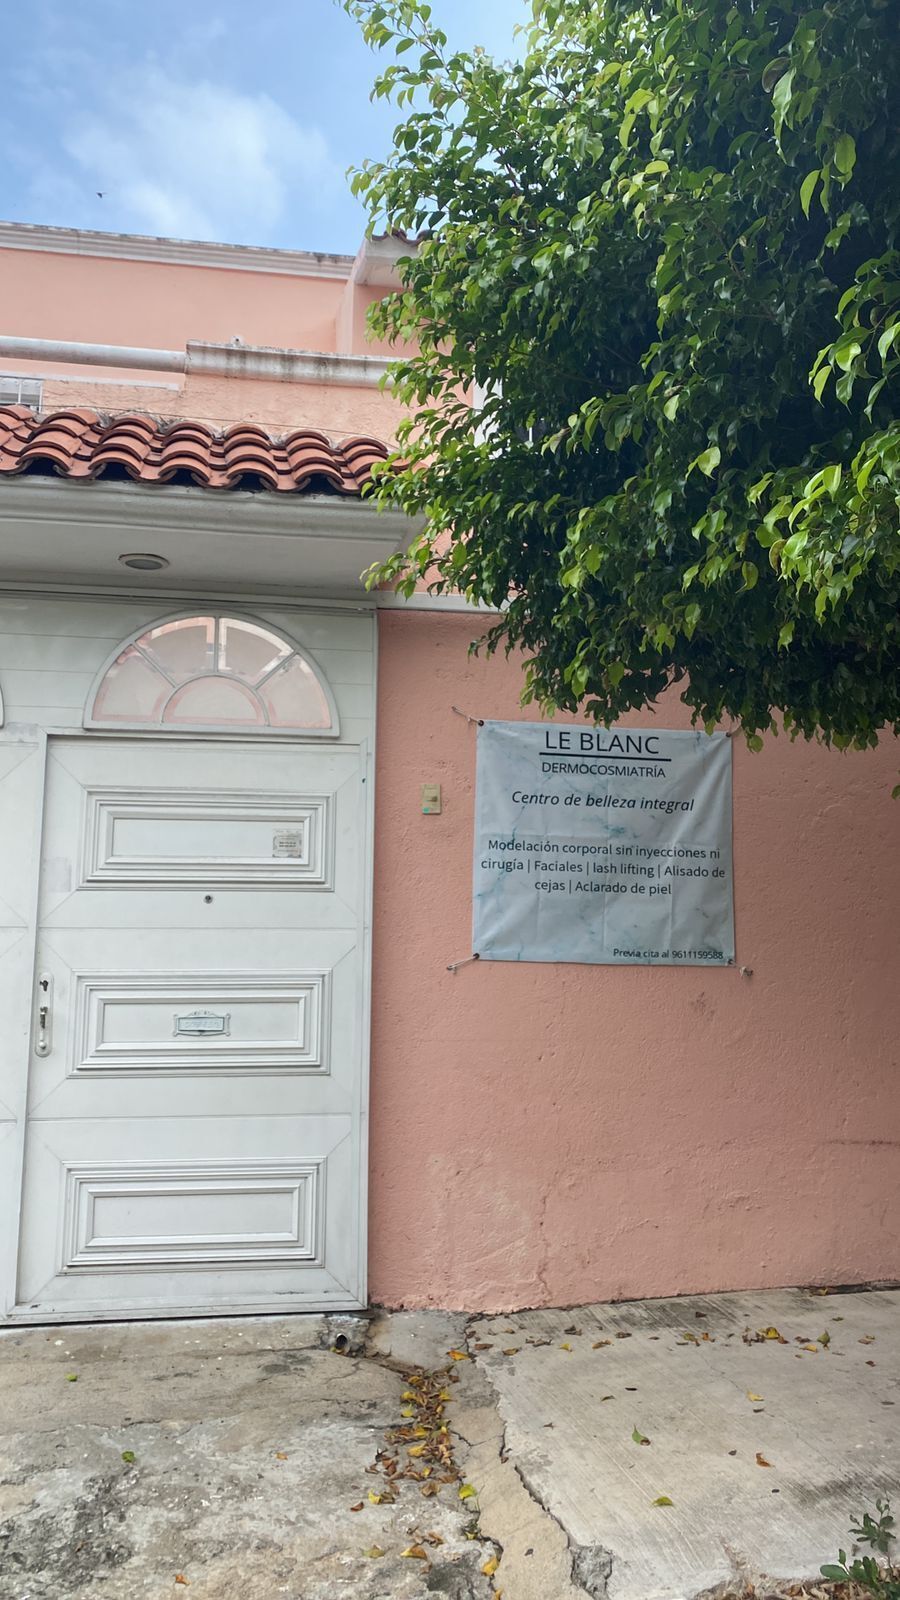 LE BLANC
DERMOCOSMIATRÍA
Centro de belleza integral
Modelación corporal sin inyecciones ni
cirugía | Faciales | lash lifting | Alisado de
cejas | Aclarado de piel
Previa cita al 9611159588